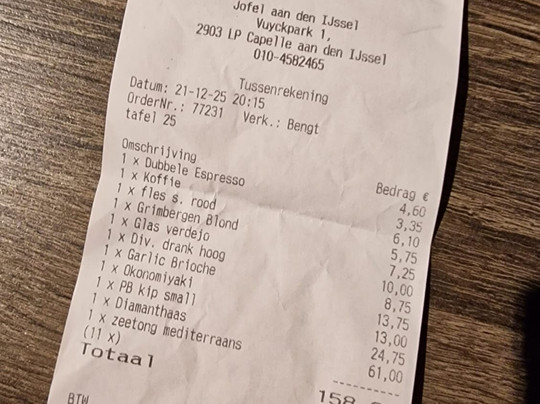 Jofel aan den IJssel
Vuyckpark 1,
2903 LP Capelle aan den IJssel
010-4582465
Tussenrekening
Datum: 21-12-25 20:15
OrderNr.: 77231 Verk.: Bengt
tafel 25
Omschrijving Bedrag €
1 x Dubbele Espresso 4,60
1 x Koffie 3,35
1 x fles s. rood 6,10
1 x Grimbergen Blond 5,75
1 x Glas verdejo 7,25
1 x Div. drank hoog 10,00
1 x Garlic Brioche 8,75
1 x Okonomiyaki 13,75
1 x PB kip small 13,00
1 x Diamanthaas 24,75
1 x zeetong mediterraans 61,00
(11 x)
Totaal 158
BTW